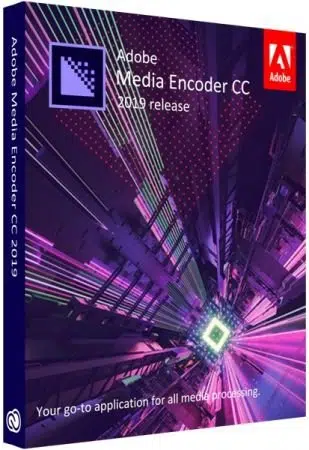 Adobe
Media Encoder CC
2019 release
Adobe
Adobe Media Encoder CC 2019
Your go-to application for all media processing.